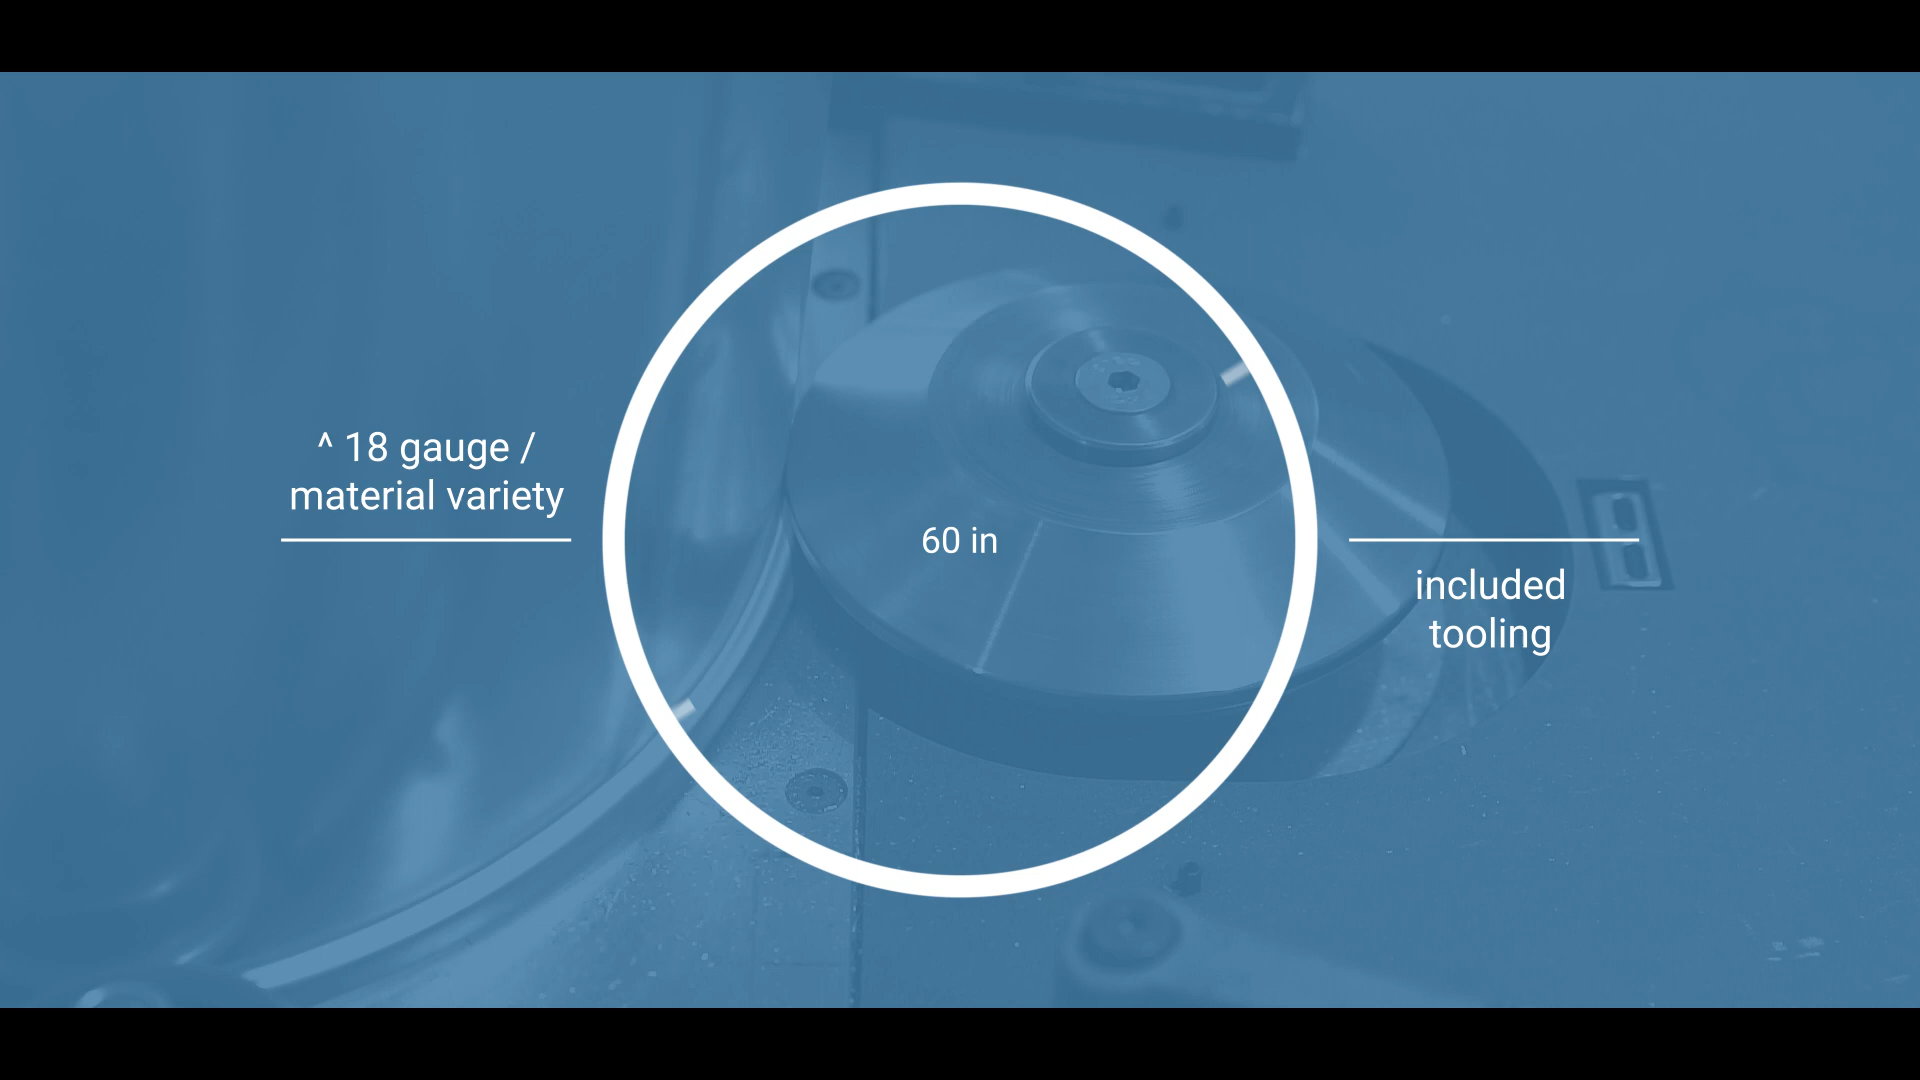 ^ 18 gauge /
material variety
60 in
included
tooling